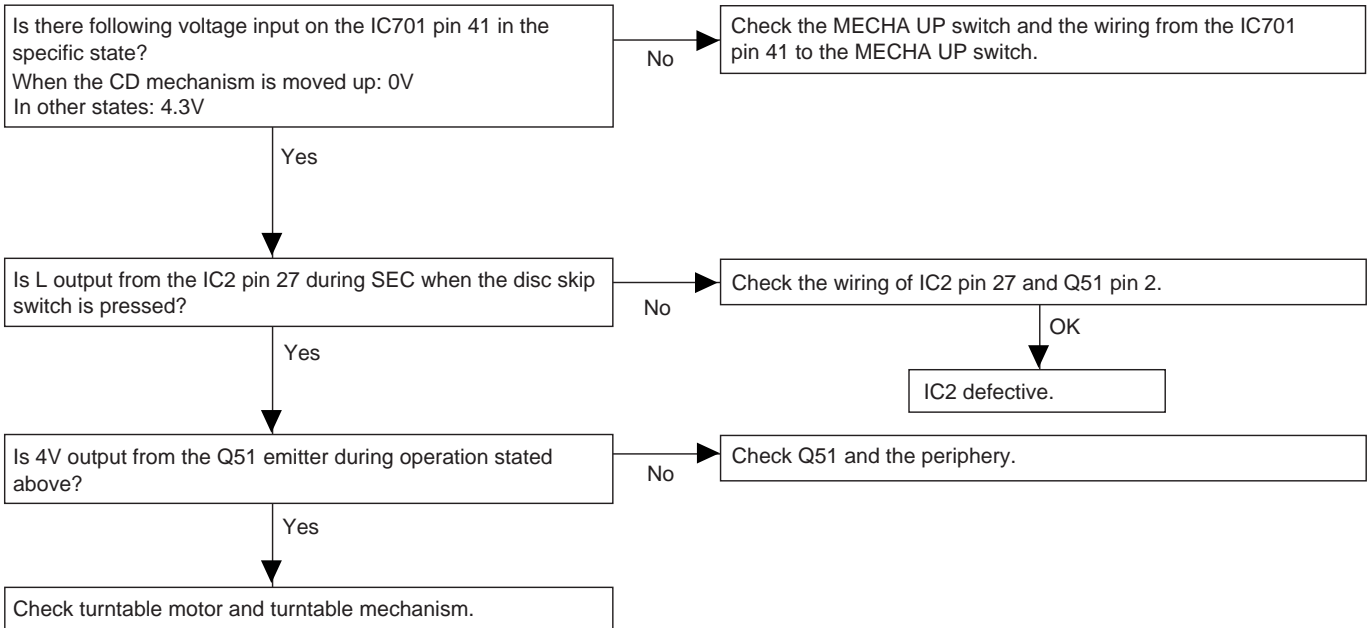 Is there following voltage input on the IC701 pin 41 in the
specific state?
When the CD mechanism is moved up: 0V
In other states: 4.3V
No
Check the MECHA UP switch and the wiring from the IC701
pin 41 to the MECHA UP switch.
Yes
Is L output from the IC2 pin 27 during SEC when the disc skip
switch is pressed?
No
Check the wiring of IC2 pin 27 and Q51 pin 2.
OK
IC2 defective.
Yes
Is 4V output from the Q51 emitter during operation stated
above?
No
Check Q51 and the periphery.
Yes
Check turntable motor and turntable mechanism.